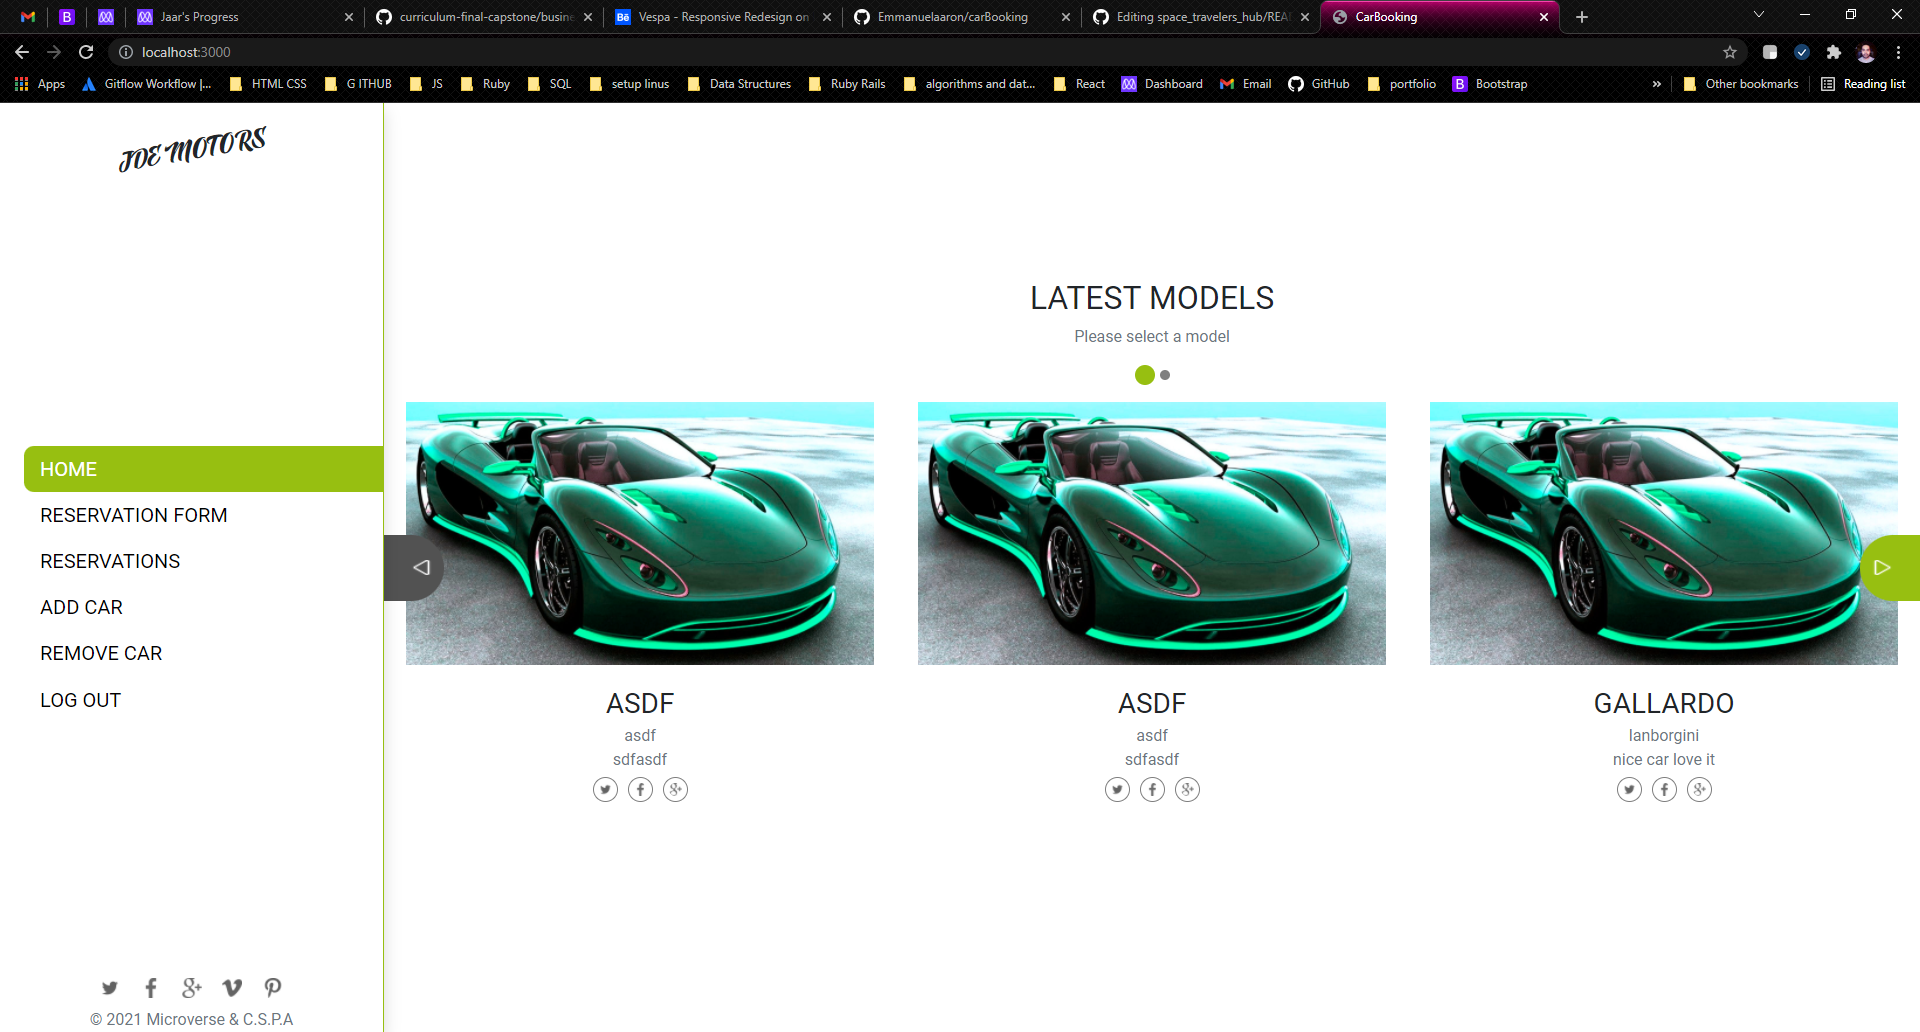 Jaar's Progress
curriculum-final-capstone/busine
Vespa - Responsive Redesign on
Emmanuelaaron/carBooking
Editing space_travelers_hub/REA
CarBooking
localhost:3000
Apps
Gitflow Workflow |...
HTML CSS
G ITHUB
JS
Ruby
SQL
setup linus
Data Structures
Ruby Rails
algorithms and dat...
React
Dashboard
Email
GitHub
portfolio
Bootstrap
»
Other bookmarks
Reading list
JOE MOTORS
HOME
RESERVATION FORM
RESERVATIONS
ADD CAR
REMOVE CAR
LOG OUT
© 2021 Microverse & C.S.P.A
LATEST MODELS
Please select a model
ASDF
asdf
sdfasdf
ASDF
asdf
sdfasdf
GALLARDO
lanborgini
nice car love it